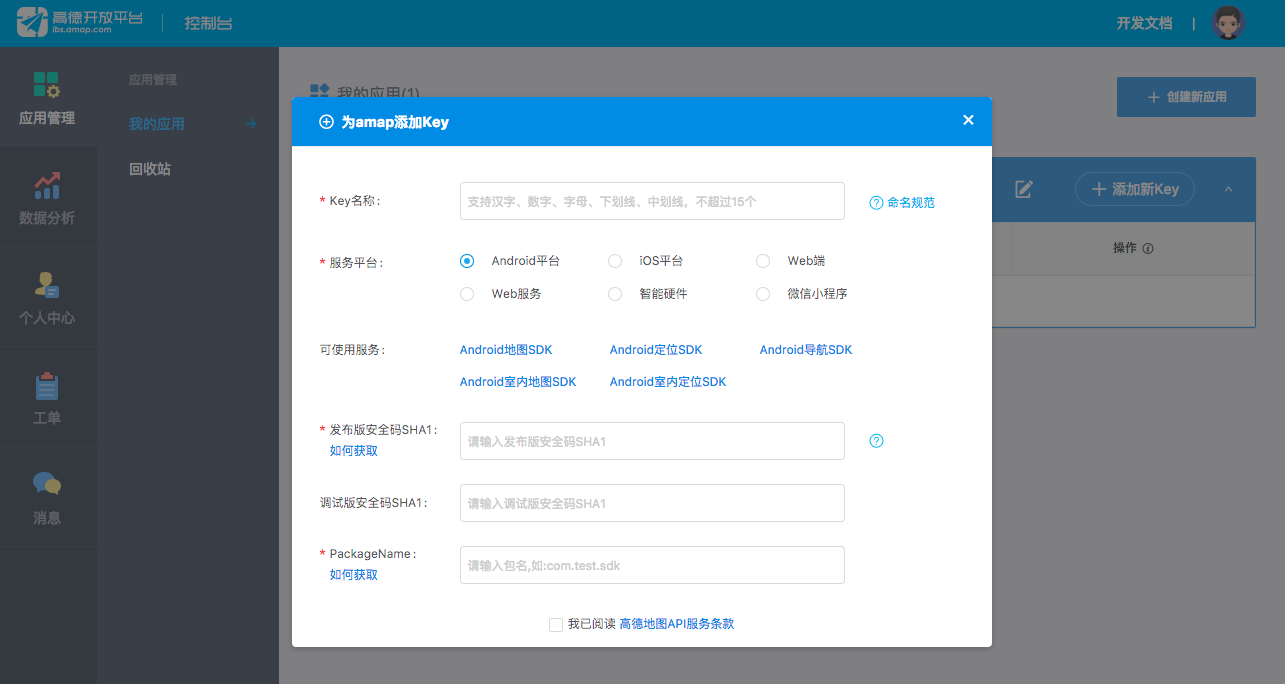 高德开放平台
lbs.amap.com
控制台
开发文档
|
应用管理
数据分析
个人中心
工单
消息
应用管理
我的应用
回收站
我的应用(1)
创建新应用
添加新Key
操作
为amap添加Key
* Key名称：
支持汉字、数字、字母、下划线、中划线，不超过15个
命名规范
* 服务平台：
Android平台 iOS平台 Web端
Web服务 智能硬件 微信小程序
可使用服务：
Android地图SDK Android定位SDK Android导航SDK
Android室内地图SDK Android室内定位SDK
* 发布版安全码SHA1：
如何获取
请输入发布版安全码SHA1
调试版安全码SHA1：
请输入调试版安全码SHA1
* PackageName：
如何获取
请输入包名,如:com.test.sdk
我已阅读 高德地图API服务条款